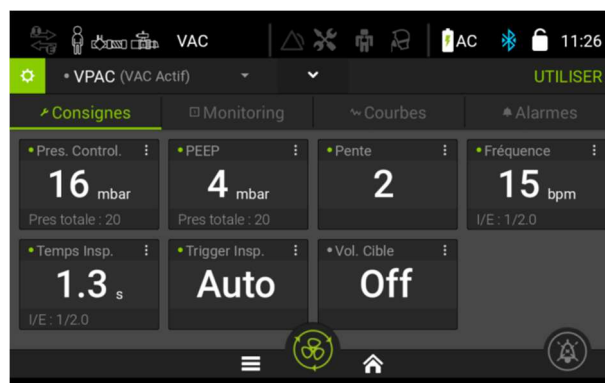 VAC AC 11:26
• VPAC (VAC Actif) UTILISER
Consignes Monitoring Courbes Alarmes
• Pres. Control. • PEEP • Pente • Fréquence
16 mbar 4 mbar 2 15 bpm
Pres totale : 20 Pres totale : 20 I/E : 1/2.0
• Temps Insp. • Trigger Insp. • Vol. Cible
1.3 s Auto Off
I/E : 1/2.0